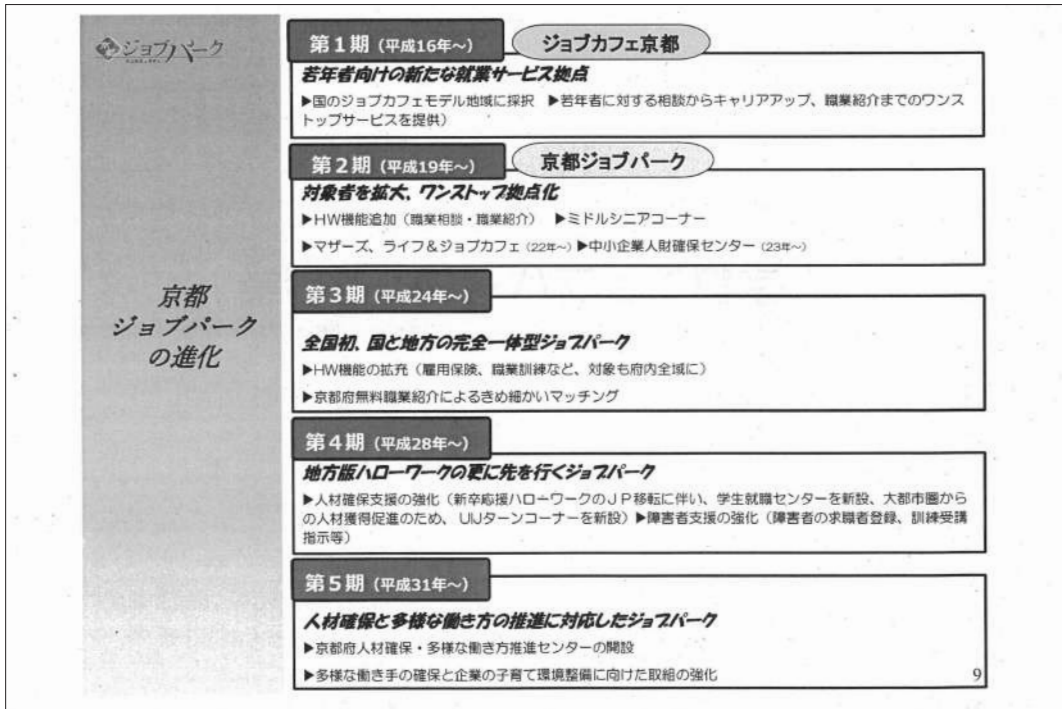 ジョブパーク
京都
ジョブパーク
の進化
第1期（平成16年～）
ジョブカフェ京都
若年者向けの新たな就業サービス拠点
▶国のジョブカフェモデル地域に採択　▶若年者に対する相談からキャリアアップ、職業紹介までのワンス
トップサービスを提供）
第2期（平成19年～）
京都ジョブパーク
対象者を拡大、ワンストップ拠点化
▶HW機能追加（職業相談・職業紹介）　▶ミドルシニアコーナー
▶マザーズ、ライフ＆ジョブカフェ（22年～）▶中小企業人財確保センター（23年～）
第3期（平成24年～）
全国初、国と地方の完全一体型ジョブパーク
▶HW機能の拡充（雇用保険、職業訓練など、対象も府内全域に）
▶京都府無料職業紹介によるきめ細かいマッチング
第4期（平成28年～）
地方版ハローワークの更に先を行くジョブパーク
▶人材確保支援の強化（新卒応援ハローワークのＪＰ移転に伴い、学生就職センターを新設、大都市圏から
の人材獲得促進のため、UIJターンコーナーを新設）▶障害者支援の強化（障害者の求職者登録、訓練受講
指示等）
第5期（平成31年～）
人材確保と多様な働き方の推進に対応したジョブパーク
▶京都府人材確保・多様な働き方推進センターの開設
▶多様な働き手の確保と企業の子育て環境整備に向けた取組の強化
9